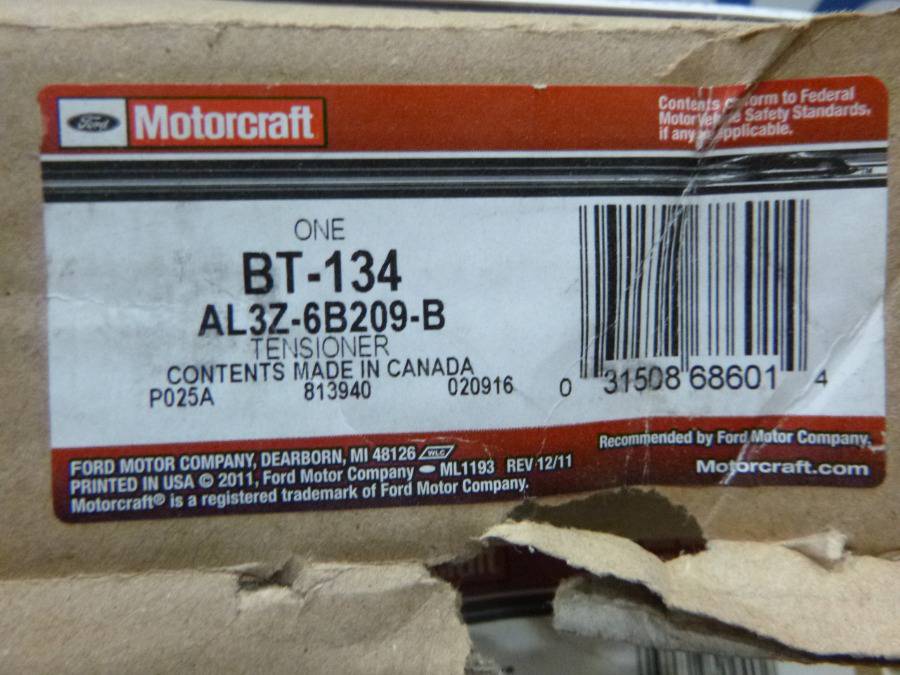 Ford Motorcraft
Contents conform to Federal
Motor Vehicle Safety Standards,
if any applicable.
ONE
BT-134
AL3Z-6B209-B
TENSIONER
CONTENTS MADE IN CANADA
P025A 813940 020916
0 31508 68601 4
FORD MOTOR COMPANY, DEARBORN, MI 48126 WLC
PRINTED IN USA © 2011, Ford Motor Company ML1193 REV 12/11
Motorcraft® is a registered trademark of Ford Motor Company.
Recommended by Ford Motor Company.
Motorcraft.com